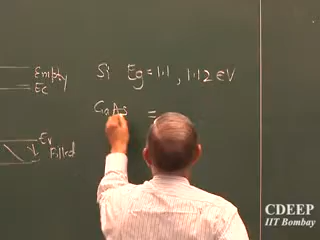 Empty
Ec
Si Eg = 1.1, 1.12 eV
GaAs =
Ev
Filled
CDEEP
IIT Bombay